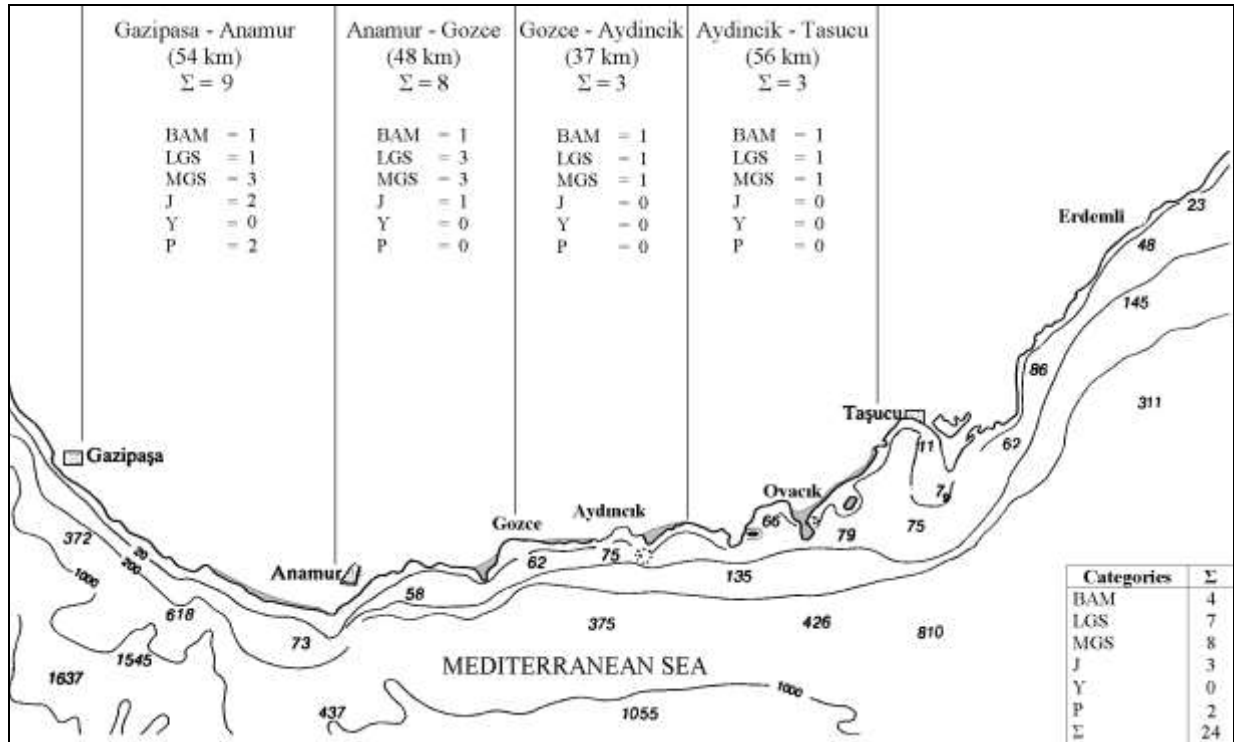 Gazipasa - Anamur
(54 km)
Σ = 9
BAM = 1
LGS = 1
MGS = 3
J = 2
Y = 0
P = 2
Anamur - Gozce
(48 km)
Σ = 8
BAM = 1
LGS = 3
MGS = 3
J = 1
Y = 0
P = 0
Gozce - Aydincik
(37 km)
Σ = 3
BAM = 1
LGS = 1
MGS = 1
J = 0
Y = 0
P = 0
Aydincik - Tasucu
(56 km)
Σ = 3
BAM = 1
LGS = 1
MGS = 1
J = 0
Y = 0
P = 0
23
Erdemli
48
145
86
311
Taşucu
11
62
Gazipaşa
Ovacık
79
Gozce
Aydıncık
66
79
75
372
20
200
62
75
1000
Anamur
58
135
618
73
375
426
810
1545
MEDITERRANEAN SEA
1637
1000
437
1055
Categories Σ
BAM 4
LGS 7
MGS 8
J 3
Y 0
P 2
Σ 24